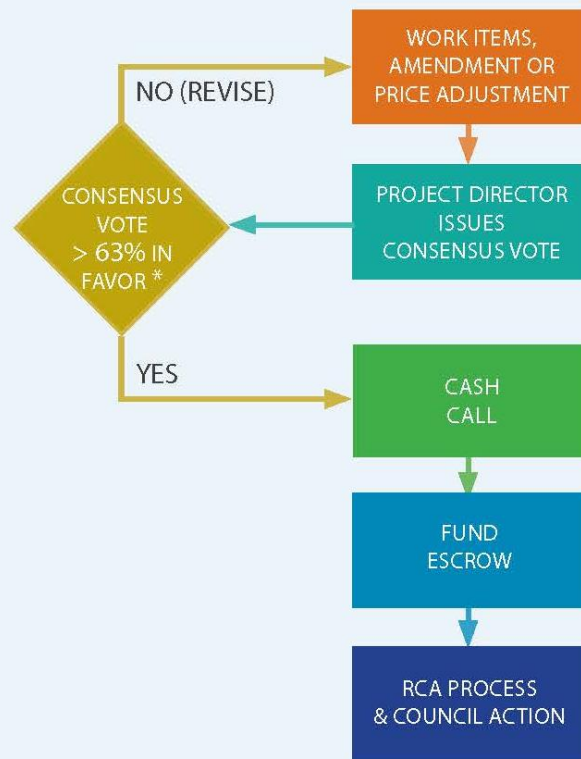 WORK ITEMS,
AMENDMENT OR
PRICE ADJUSTMENT
NO (REVISE)
PROJECT DIRECTOR
ISSUES
CONSENSUS VOTE
CONSENSUS
VOTE
> 63% IN
FAVOR *
YES
CASH
CALL
FUND
ESCROW
RCA PROCESS
& COUNCIL ACTION